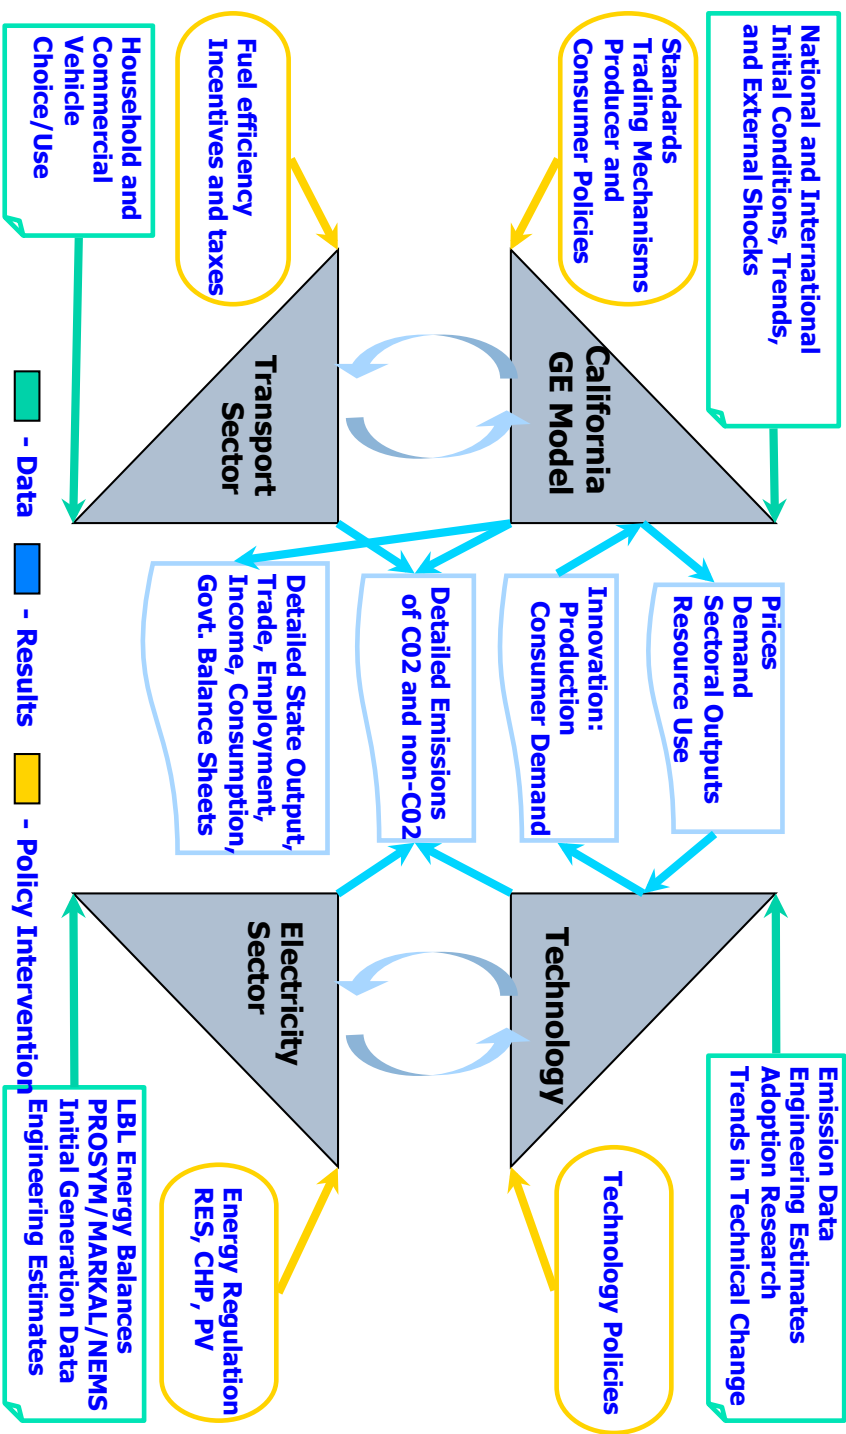 National and International
Initial Conditions, Trends,
and External Shocks
Emission Data
Engineering Estimates
Adoption Research
Trends in Technical Change
Prices
Demand
Sectoral Outputs
Resource Use
Standards
Trading Mechanisms
Producer and
Consumer Policies
California
GE Model
Innovation:
Production
Consumer Demand
Technology
Technology Policies
Detailed Emissions
of C02 and non-C02
Fuel efficiency
Incentives and taxes
Transport
Sector
Detailed State Output,
Trade, Employment,
Income, Consumption,
Govt. Balance Sheets
Electricity
Sector
Energy Regulation
RES, CHP, PV
Household and
Commercial
Vehicle
Choice/Use
LBL Energy Balances
PROSYM/MARKAL/NEMS
Initial Generation Data
Engineering Estimates
- Data
- Results
- Policy Intervention